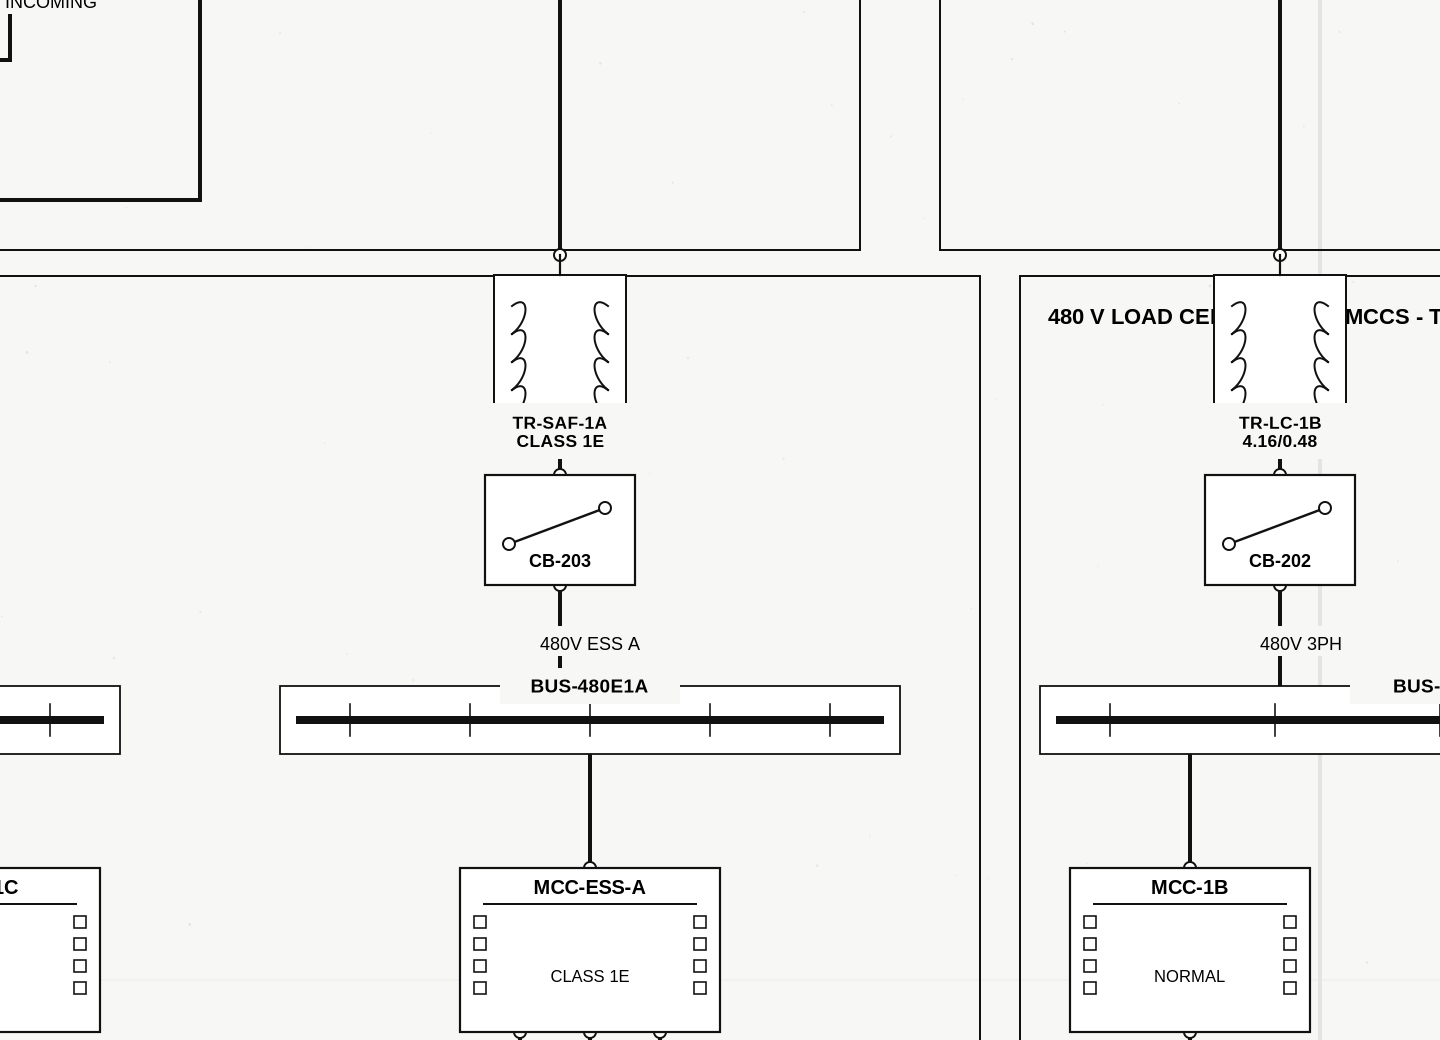 INCOMING
480 V LOAD CE
MCCS - T
TR-SAF-1A
CLASS 1E
TR-LC-1B
4.16/0.48
CB-203
CB-202
480V ESS A
480V 3PH
BUS-480E1A
BUS-
1C
MCC-ESS-A
MCC-1B
CLASS 1E
NORMAL